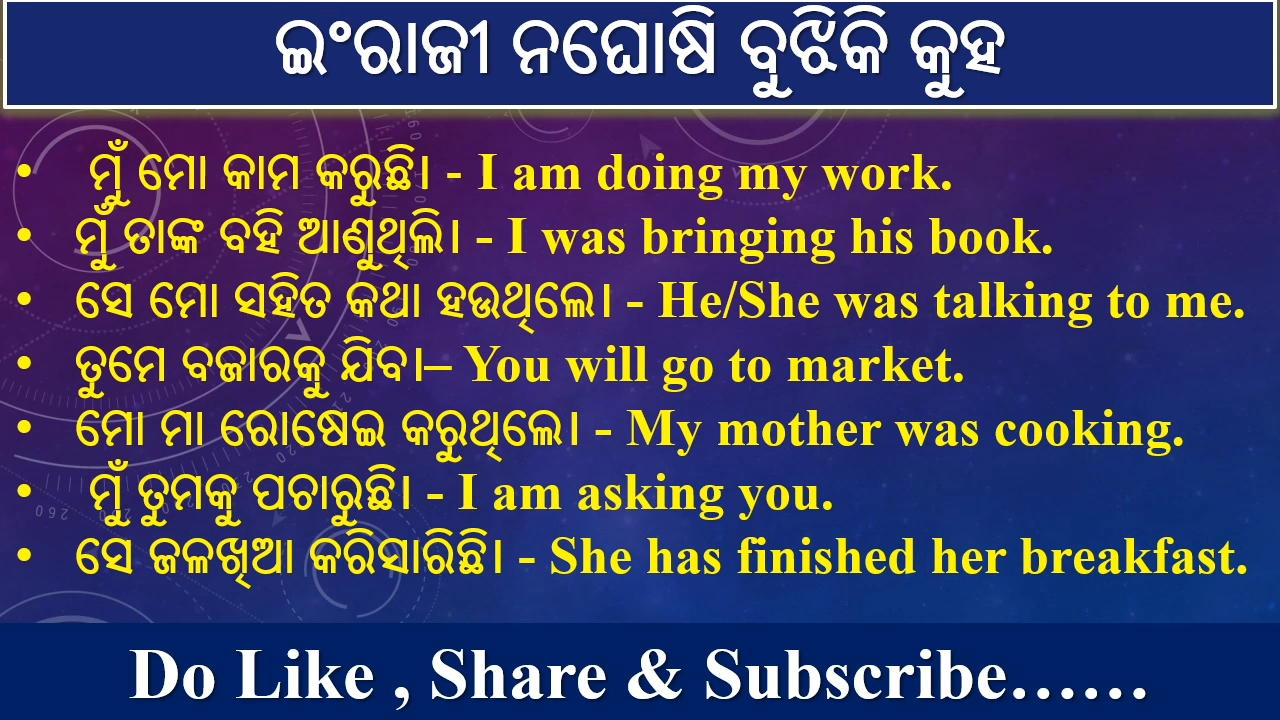 ଇଂରାଜୀ ନଘୋଷି ବୁଝିକି କୁହ
• ମୁଁ ମୋ କାମ କରୁଛି। - I am doing my work.
• ମୁଁ ତାଙ୍କ ବହି ଆଣୁଥିଲି। - I was bringing his book.
• ସେ ମୋ ସହିତ କଥା ହଉଥିଲେ। - He/She was talking to me.
• ତୁମେ ବଜାରକୁ ଯିବ।– You will go to market.
• ମୋ ମା ରୋଷେଇ କରୁଥିଲେ। - My mother was cooking.
• ମୁଁ ତୁମକୁ ପଚାରୁଛି। - I am asking you.
• ସେ ଜଳଖିଆ କରିସାରିଛି। - She has finished her breakfast.
Do Like , Share & Subscribe……